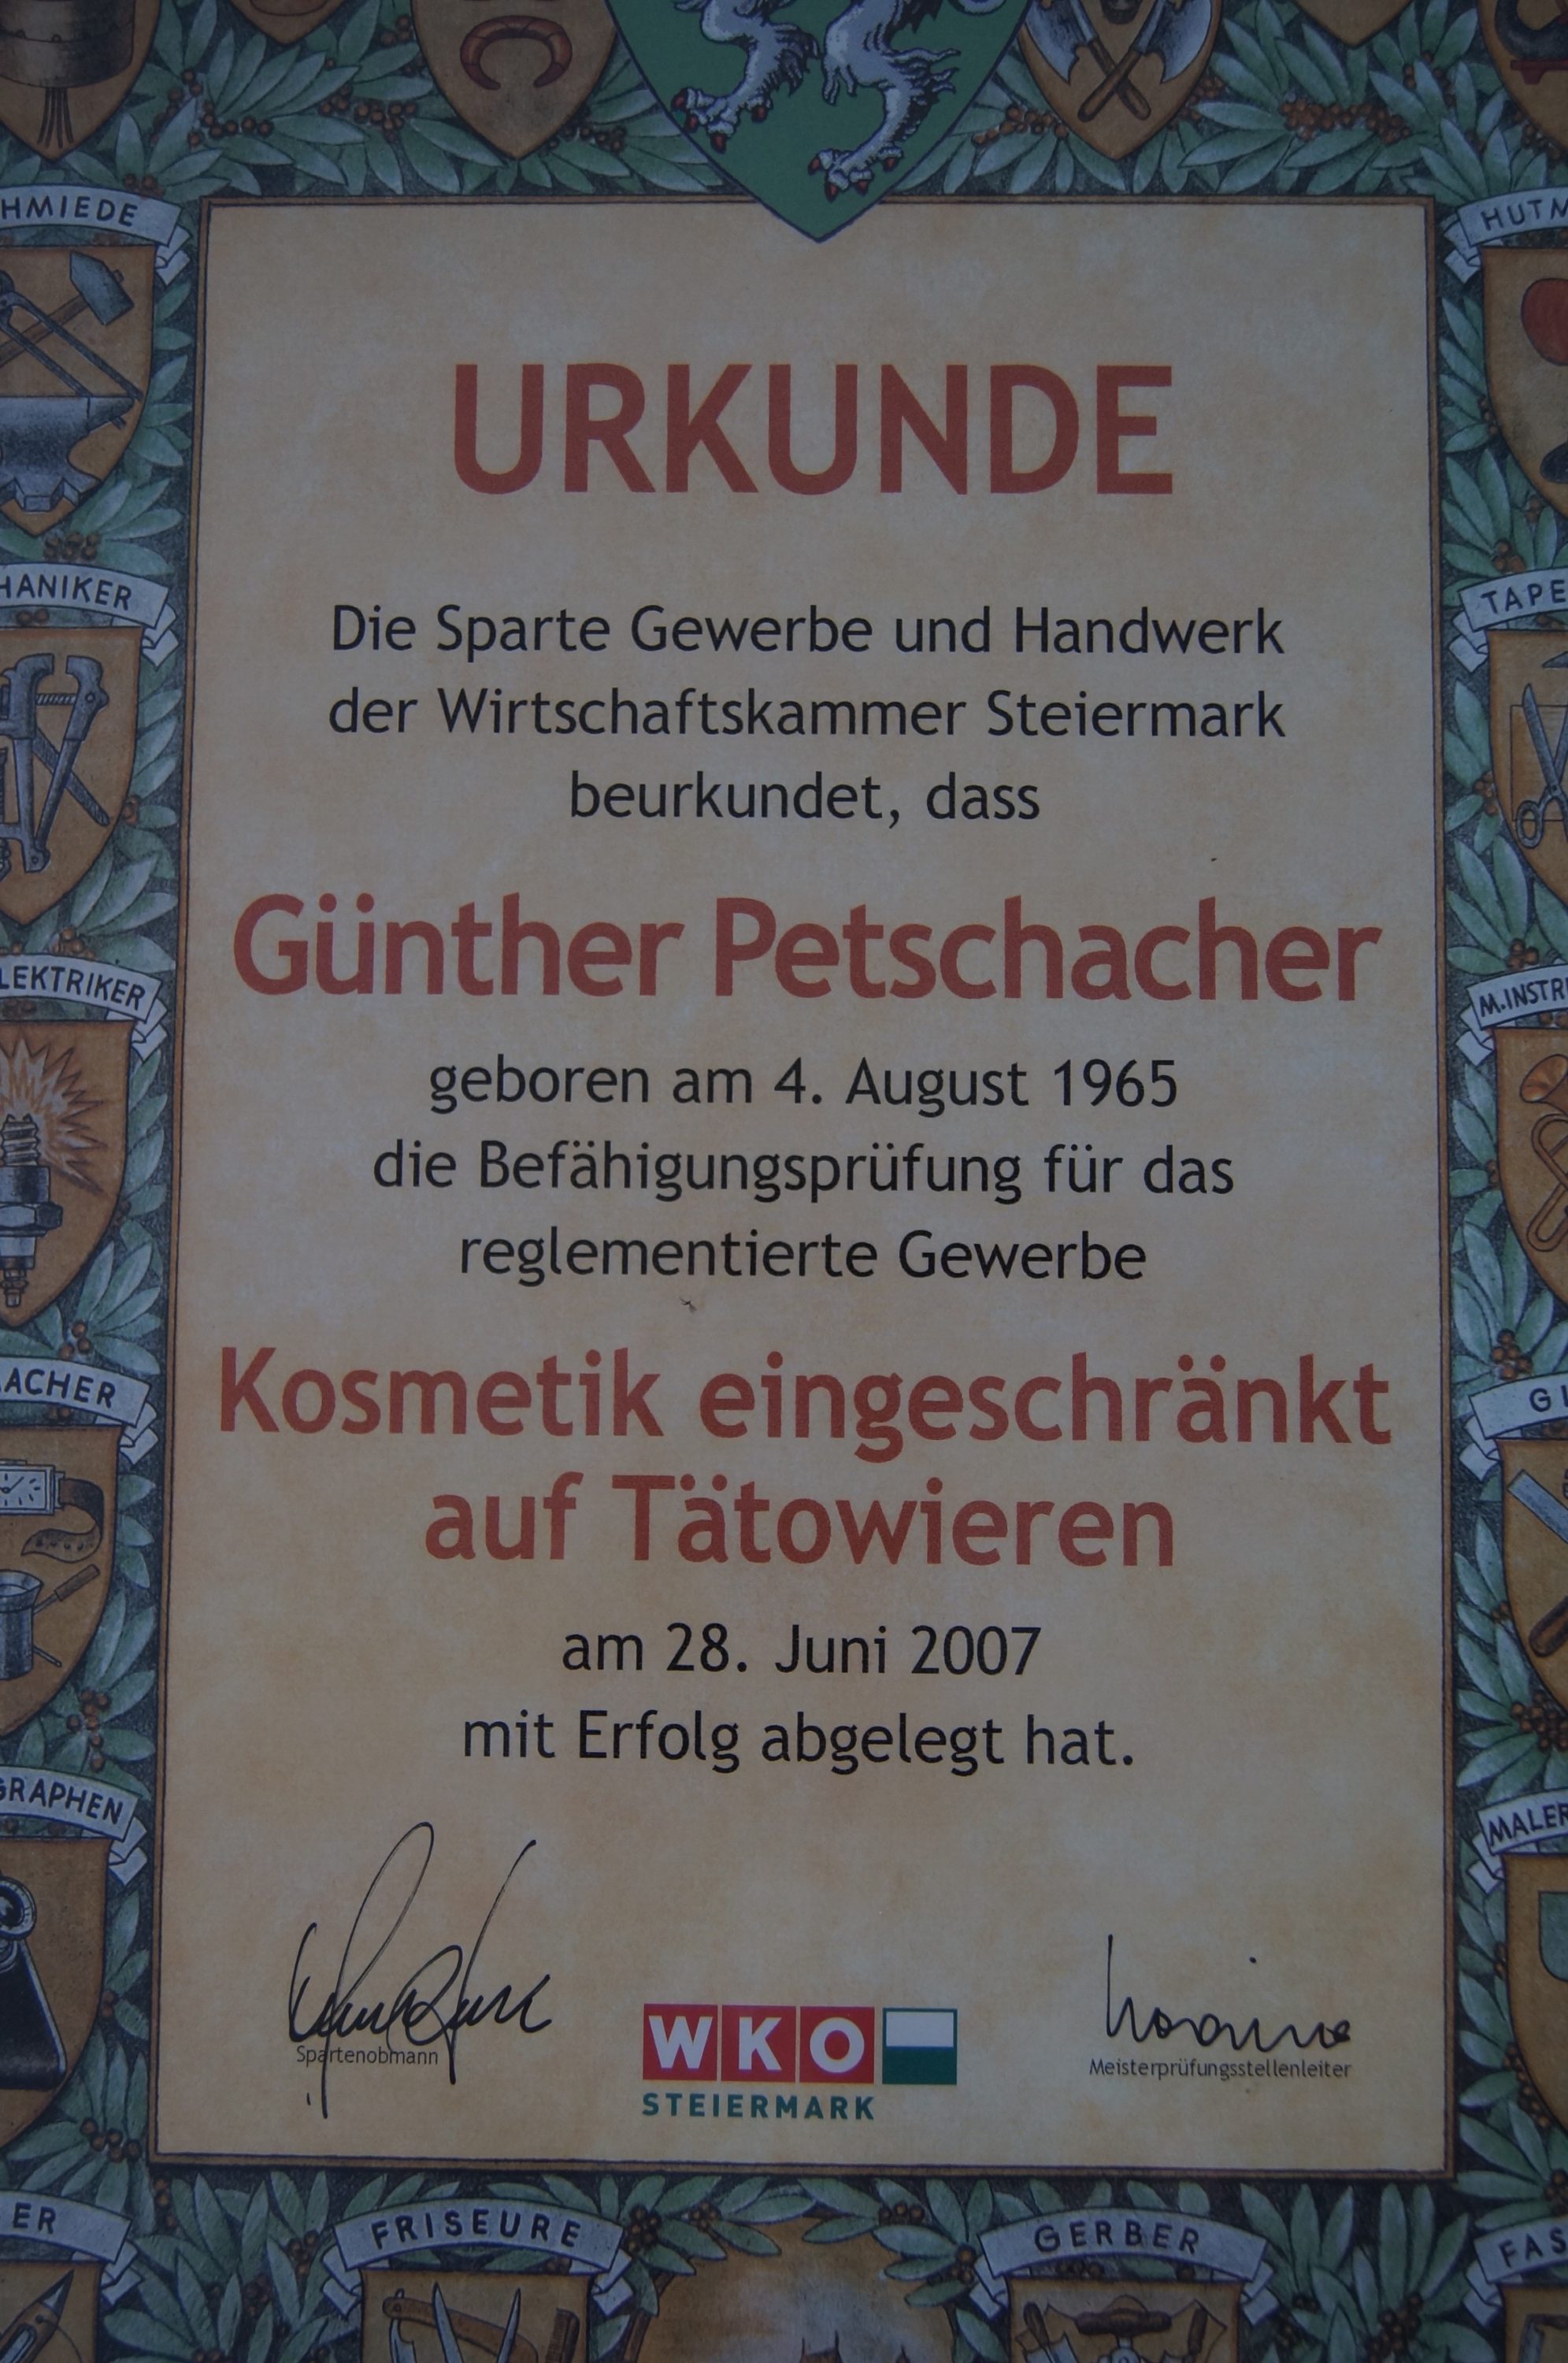 HMIEDE
HUTM
URKUNDE
HANIKER
TAPE
Die Sparte Gewerbe und Handwerk
der Wirtschaftskammer Steiermark
beurkundet, dass
Günther Petschacher
LEKTRIKER
M.INSTR
geboren am 4. August 1965
die Befähigungsprüfung für das
reglementierte Gewerbe
Kosmetik eingeschränkt
ACHER
auf Tätowieren
am 28. Juni 2007
mit Erfolg abgelegt hat.
GRAPHEN
MALER
Spartenobmann
WKO
STEIERMARK
Meisterprüfungsstellenleiter
ER
FRISEURE
GERBER
FAS